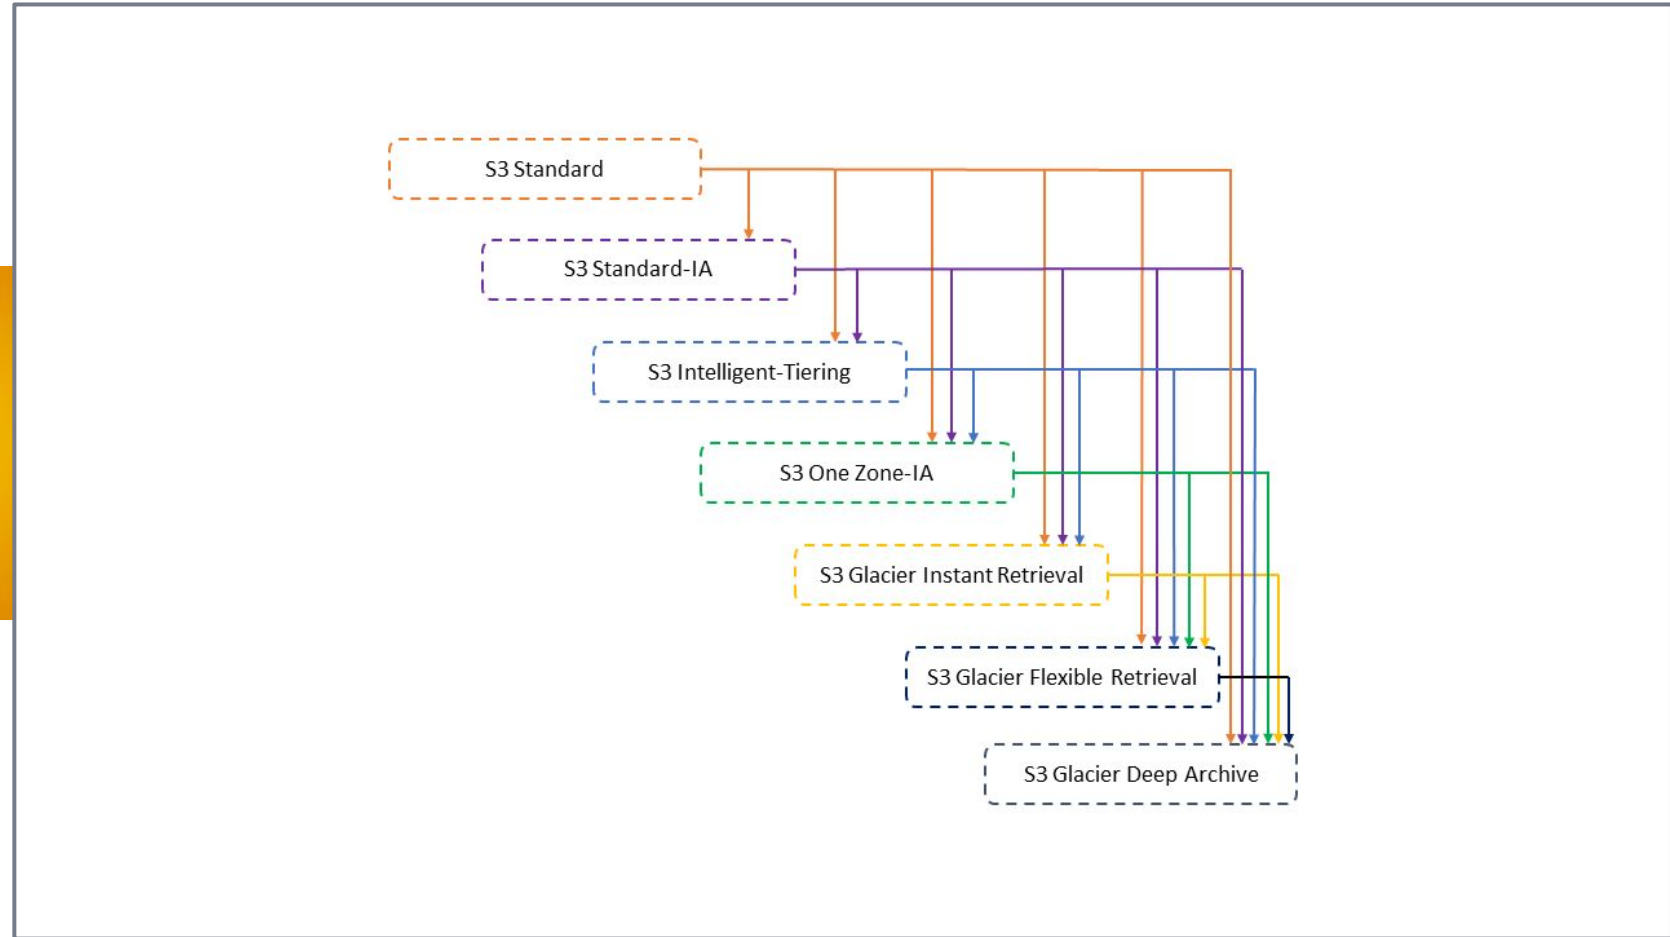 S3 Standard
S3 Standard-IA
S3 Intelligent-Tiering
S3 One Zone-IA
S3 Glacier Instant Retrieval
S3 Glacier Flexible Retrieval
S3 Glacier Deep Archive